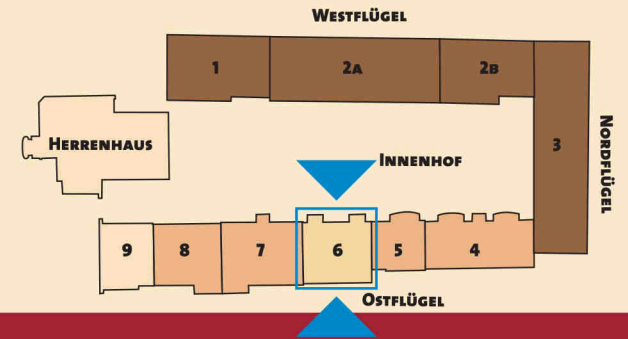 WESTFLÜGEL
1
2A
2B
HERRENHAUS
3
NORDFLÜGEL
INNENHOF
9
8
7
6
5
4
OSTFLÜGEL